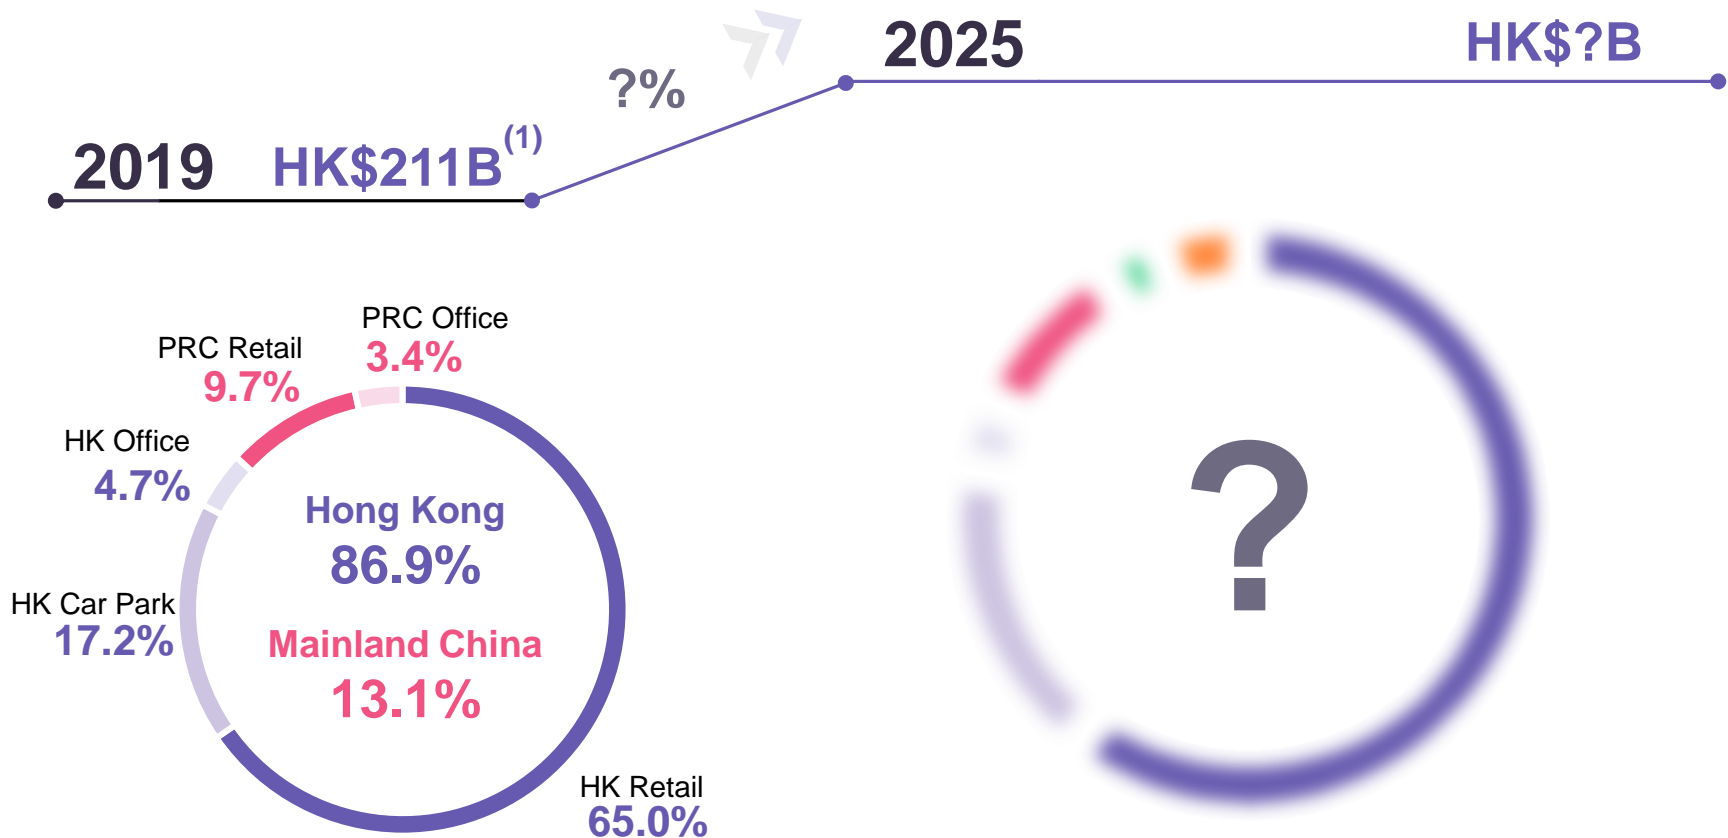 2025
HK$?B
?%
2019
HK$211B(1)
PRC Office
3.4%
PRC Retail
9.7%
HK Office
4.7%
Hong Kong
86.9%
HK Car Park
17.2%
Mainland China
13.1%
HK Retail
65.0%
?